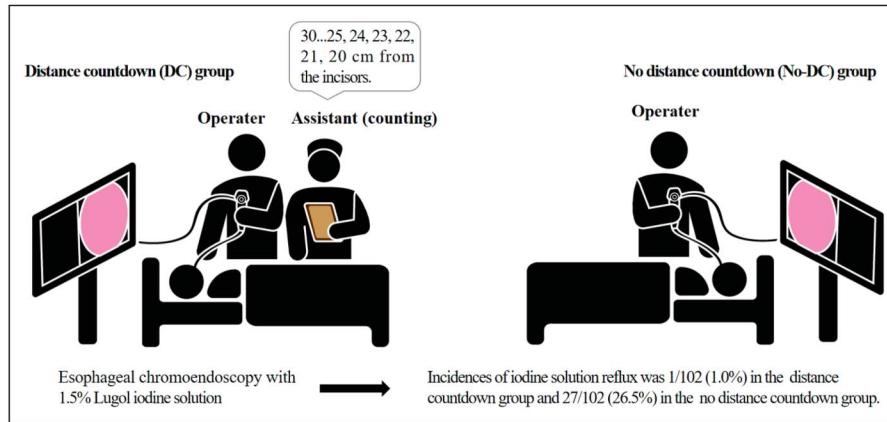 30...25, 24, 23, 22,
21, 20 cm from
the incisors.
Distance countdown (DC) group
No distance countdown (No-DC) group
Operater
Assistant (counting)
Operater
Esophageal chromoendoscopy with
1.5% Lugol iodine solution
Incidences of iodine solution reflux was 1/102 (1.0%) in the distance
countdown group and 27/102 (26.5%) in the no distance countdown group.